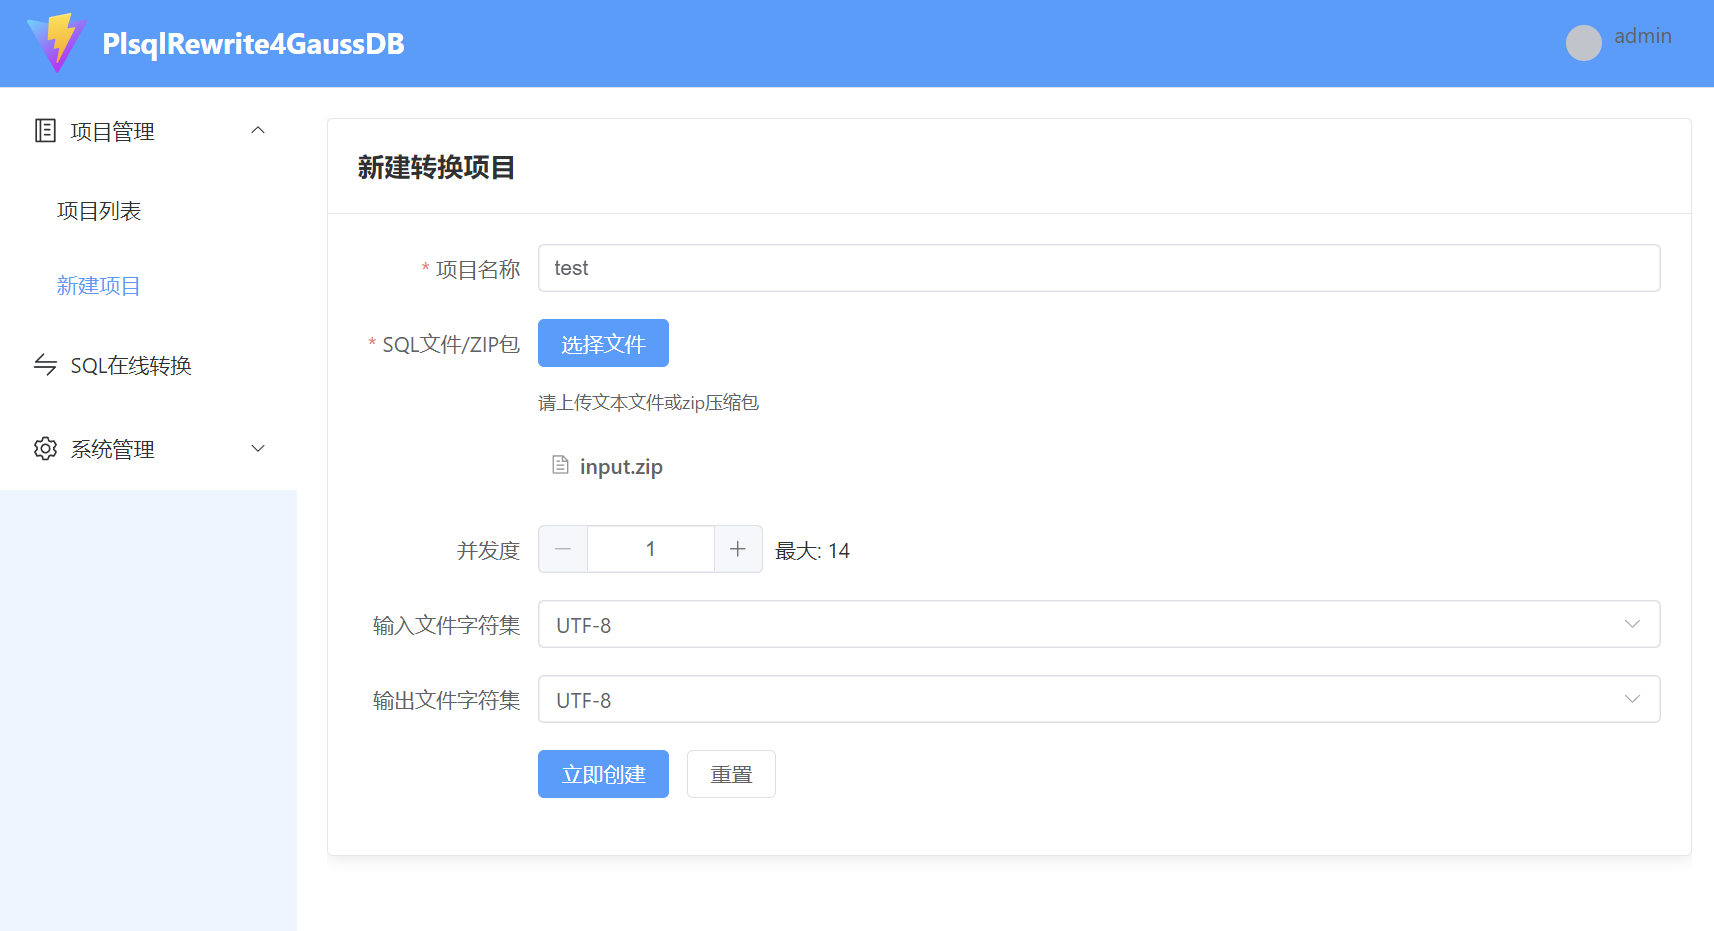 PlsqlRewrite4GaussDB
admin
项目管理
项目列表
新建项目
SQL在线转换
系统管理
新建转换项目
* 项目名称
test
* SQL文件/ZIP包
选择文件
请上传文本文件或zip压缩包
input.zip
并发度
1
最大: 14
输入文件字符集
UTF-8
输出文件字符集
UTF-8
立即创建
重置